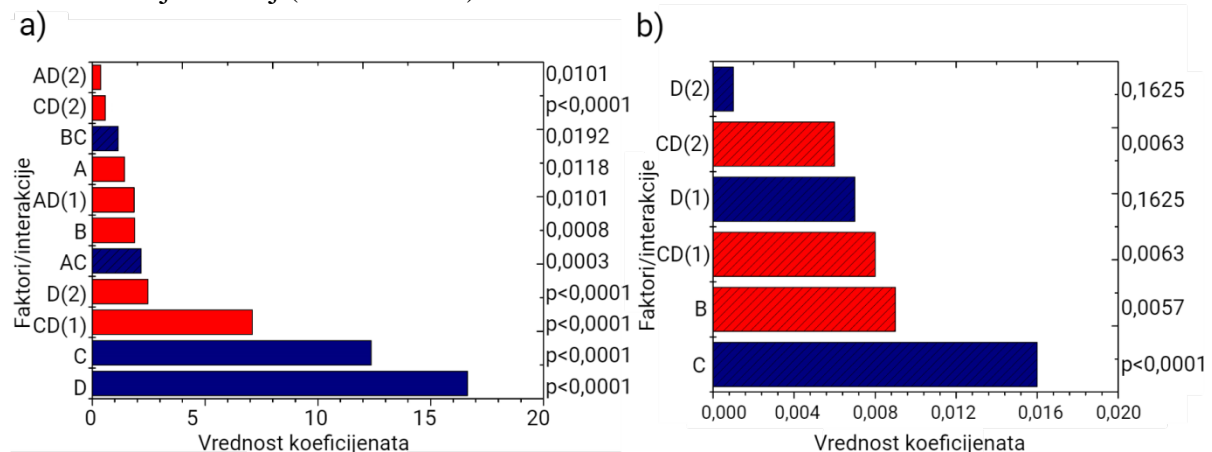 a)
AD(2) 0,0101
CD(2) p<0,0001
BC 0,0192
A 0,0118
AD(1) 0,0101
B 0,0008
AC 0,0003
D(2) p<0,0001
CD(1) p<0,0001
C p<0,0001
D p<0,0001
0 5 10 15 20
Vrednost koeficijenata
Faktori/interakcije
b)
D(2) 0,1625
CD(2) 0,0063
D(1) 0,1625
CD(1) 0,0063
B 0,0057
C p<0,0001
0,000 0,004 0,008 0,012 0,016 0,020
Vrednost koeficijenata
Faktori/interakcije